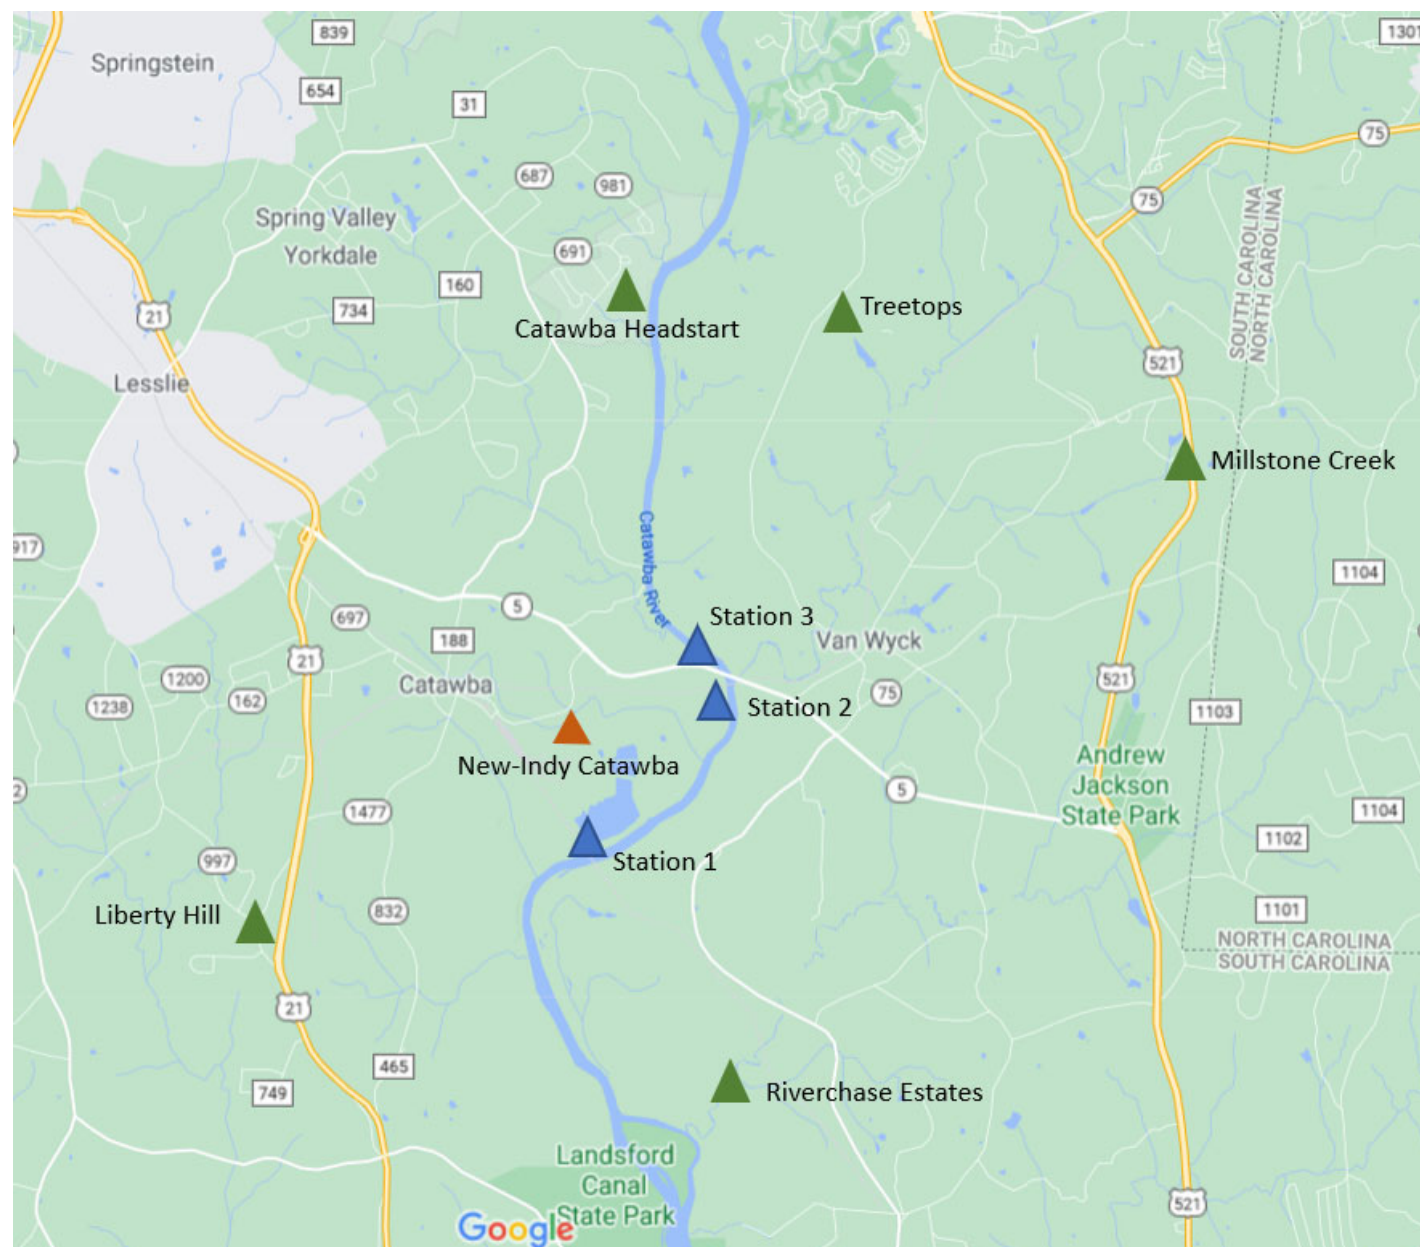 839
Springstein
1301
654
31
75
687
981
75
Spring Valley
Yorkdale
SOUTH CAROLINA
NORTH CAROLINA
691
160
734
21
Treetops
Catawba Headstart
521
Lesslie
Millstone Creek
Catawba River
917
1104
5
697
Station 3
188
Van Wyck
21
1200
Catawba
521
75
162
1238
Station 2
1103
New-Indy Catawba
Andrew
Jackson
State Park
2
5
1477
1104
1102
997
Station 1
Liberty Hill
832
1101
NORTH CAROLINA
SOUTH CAROLINA
21
465
749
Riverchase Estates
Landsford
Canal
State Park
521
Google